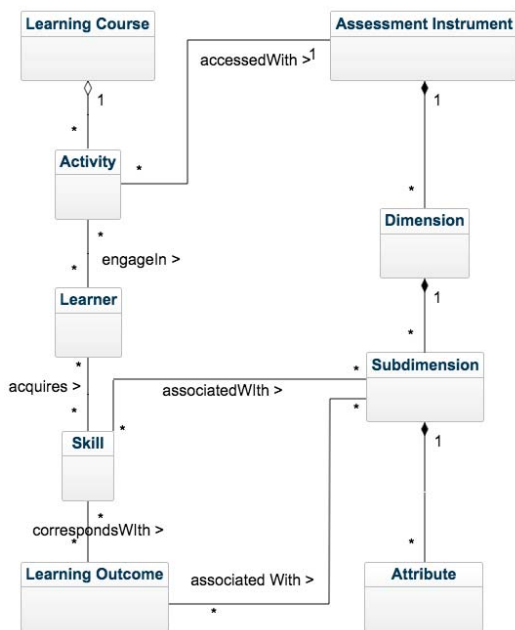 Learning Course
Assessment Instrument
accessedWith >
1
1
1
*
*
Activity
*
*
Dimension
*
engageIn >
*
1
Learner
*
*
Subdimension
acquires >
associatedWIth >
*
*
*
*
Skill
1
*
correspondsWIth >
*
*
Learning Outcome
associated With >
Attribute
*